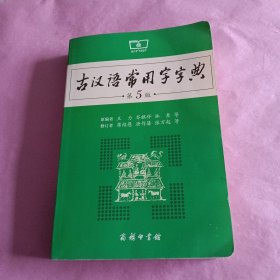 古汉语常用字字典
·第5版·
原编者 王力 岑麒祥 林焘 等
修订者 蒋绍愚 唐作藩 张万起 等
商务印书馆